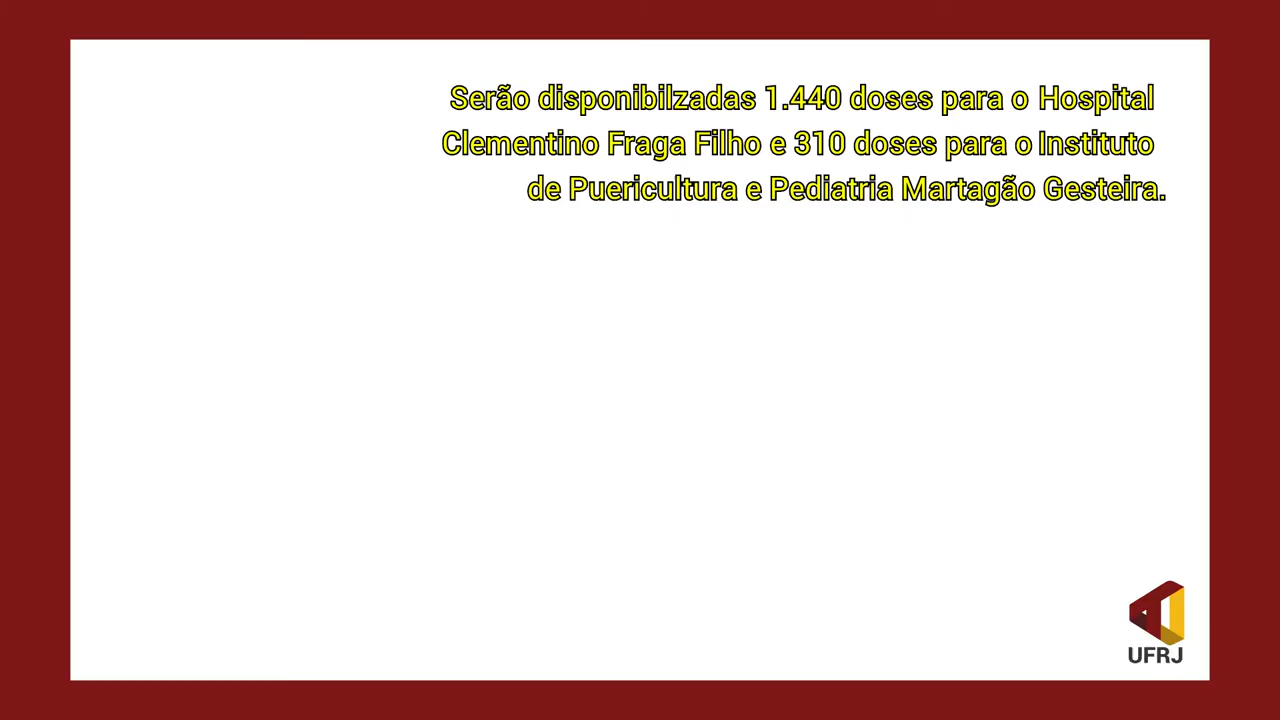 Serão disponibilzadas 1.440 doses para o Hospital
Clementino Fraga Filho e 310 doses para o Instituto
de Puericultura e Pediatria Martagão Gesteira.
UFRJ